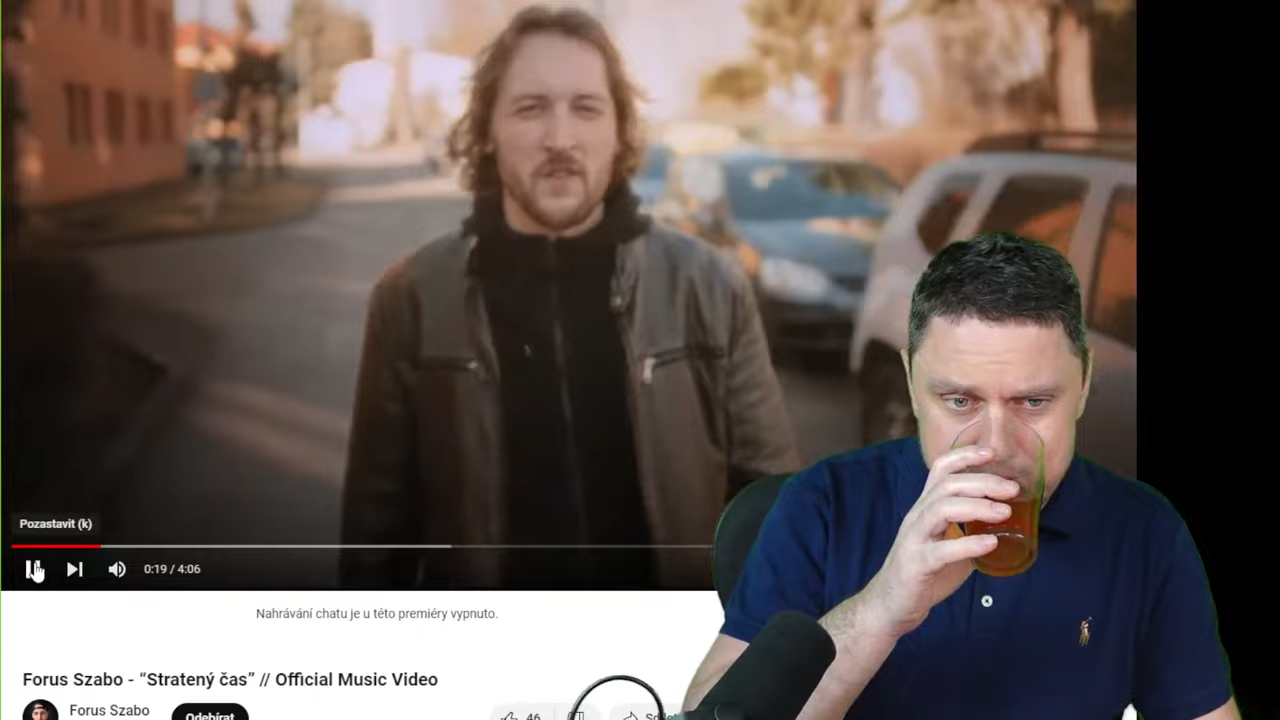 Pozastavit (k)
0:19 / 4:06
Nahrávání chatu je u této premiéry vypnuto.
Forus Szabo - “Stratený čas” // Official Music Video
Forus Szabo
Odebírat
46